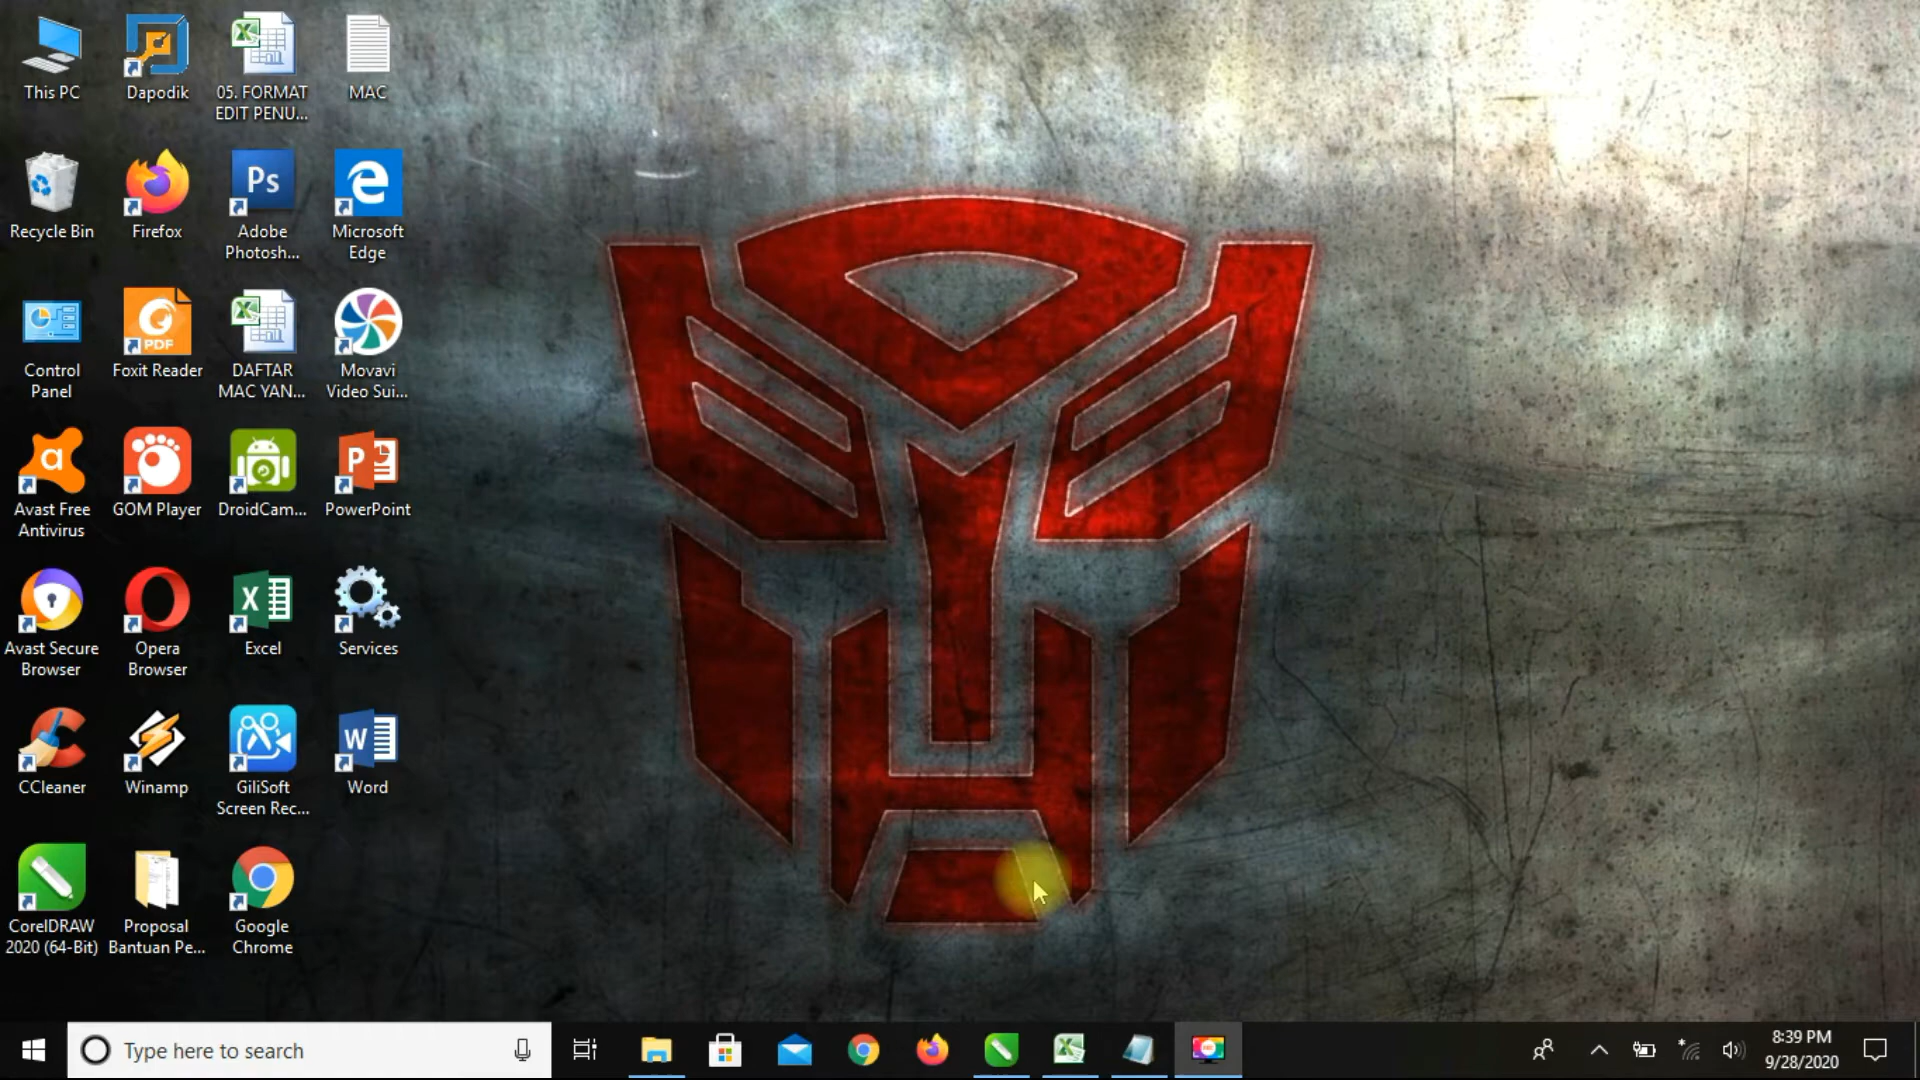 This PC
Dapodik
05. FORMAT
EDIT PENU...
MAC
Recycle Bin
Firefox
Ps
Adobe
Photosh...
Microsoft
Edge
Control
Panel
PDF
Foxit Reader
DAFTAR
MAC YAN...
Movavi
Video Sui...
Avast Free
Antivirus
GOM Player
DroidCam...
PowerPoint
Avast Secure
Browser
Opera
Browser
Excel
Services
CCleaner
Winamp
GiliSoft
Screen Rec...
Word
CorelDRAW
2020 (64-Bit)
Proposal
Bantuan Pe...
Google
Chrome
Type here to search
8:39 PM
9/28/2020